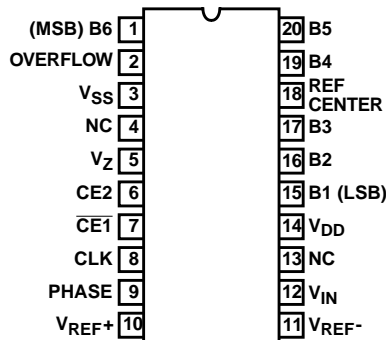 (MSB) B6 1
OVERFLOW 2
VSS 3
NC 4
VZ 5
CE2 6
CE1 7
CLK 8
PHASE 9
VREF+ 10
20 B5
19 B4
18 REF
CENTER
17 B3
16 B2
15 B1 (LSB)
14 VDD
13 NC
12 VIN
11 VREF-